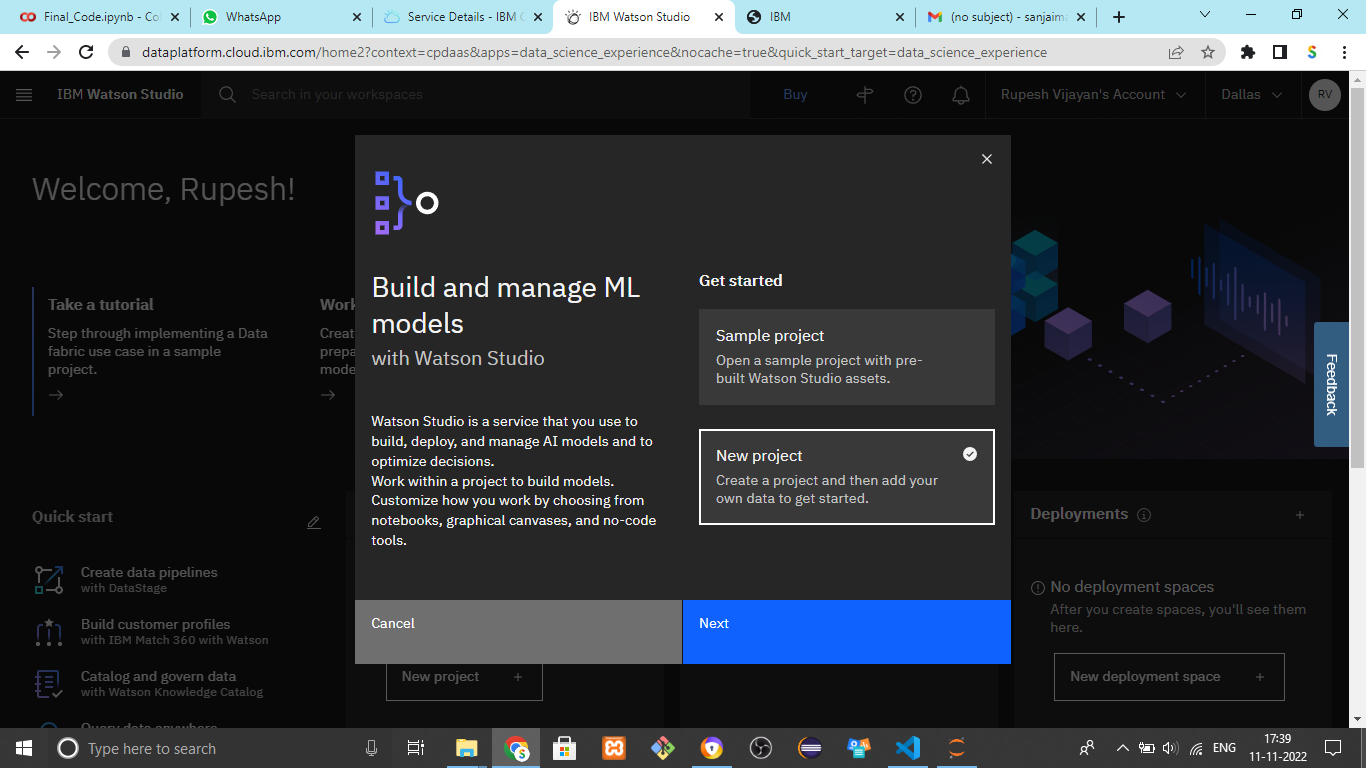 Final_Code.ipynb - Co
WhatsApp
Service Details - IBM C
IBM Watson Studio
IBM
(no subject) - sanjaima
dataplatform.cloud.ibm.com/home2?context=cpdaas&apps=data_science_experience&nocache=true&quick_start_target=data_science_experience
IBM Watson Studio
Search in your workspaces
Buy
Rupesh Vijayan's Account
Dallas
RV
Welcome, Rupesh!
Take a tutorial
Step through implementing a Data
fabric use case in a sample
project.
Work
Creat
prepa
mode
Build and manage ML
models
with Watson Studio
Watson Studio is a service that you use to
build, deploy, and manage AI models and to
optimize decisions.
Work within a project to build models.
Customize how you work by choosing from
notebooks, graphical canvases, and no-code
tools.
Get started
Sample project
Open a sample project with pre-
built Watson Studio assets.
New project
Create a project and then add your
own data to get started.
Cancel
Next
Feedback
Quick start
Create data pipelines
with DataStage
Build customer profiles
with IBM Match 360 with Watson
Catalog and govern data
with Watson Knowledge Catalog
Query data anywhere
New project
Deployments
No deployment spaces
After you create spaces, you'll see them
here.
New deployment space
Type here to search
ENG
17:39
11-11-2022